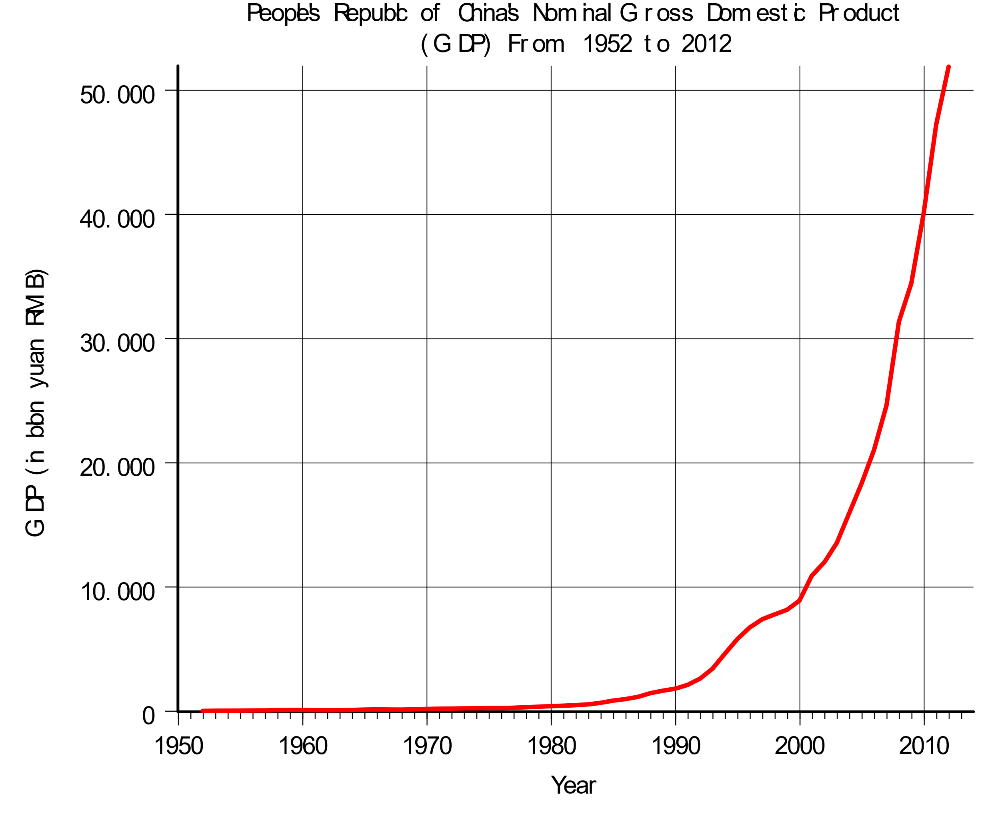 People's Republic of China's Nominal Gross Domestic Product
(GDP) From 1952 to 2012
50.000
40.000
30.000
20.000
10.000
0
GDP (in bbn yuan RMB)
1950 1960 1970 1980 1990 2000 2010
Year